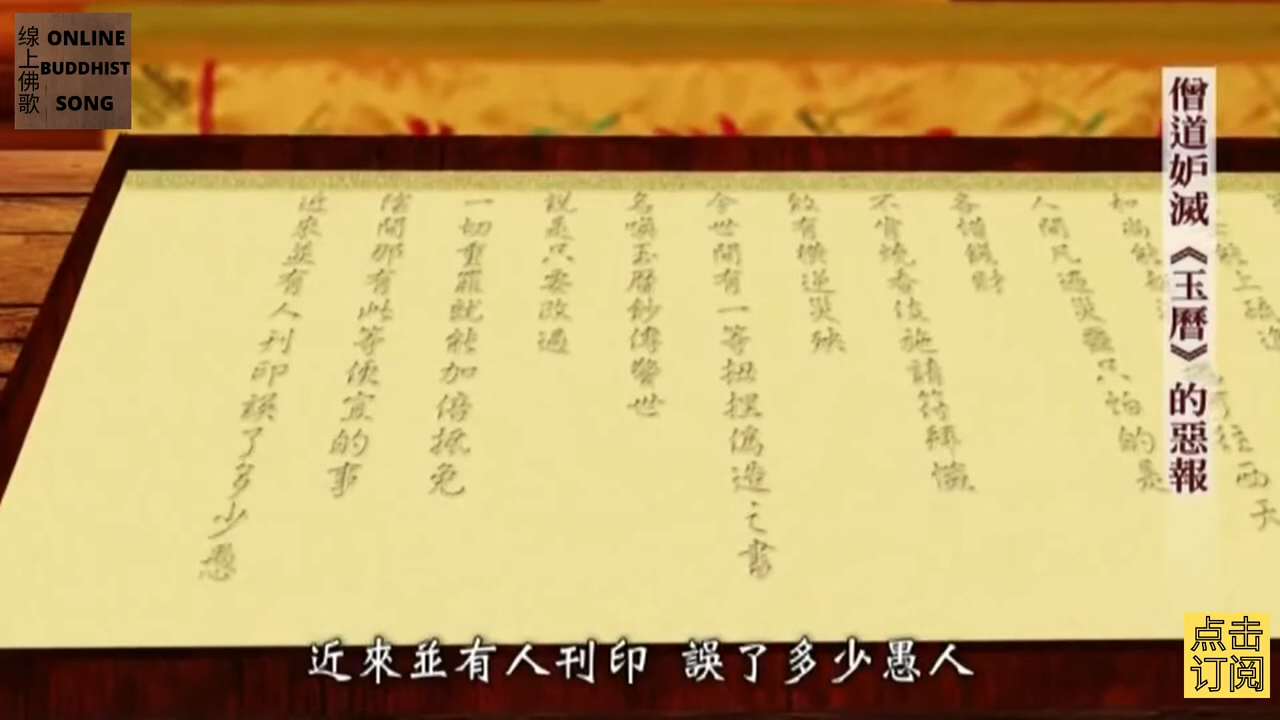 线上佛歌
ONLINE
BUDDHIST
SONG
僧道妒滅《玉曆》的惡報
人間凡遇災難只怕的是
各惜錢財
不肯燒香佈施請符拜懺
故有橫逆災殃
今世間有一等扭捏偽造之書
名喚玉曆鈔傳警世
說是只要改過
一切重罪就能加倍抵免
陰間那有此等便宜的事
近來並有人刊印誤了多少愚
近來並有人刊印 誤了多少愚人
点击
订阅